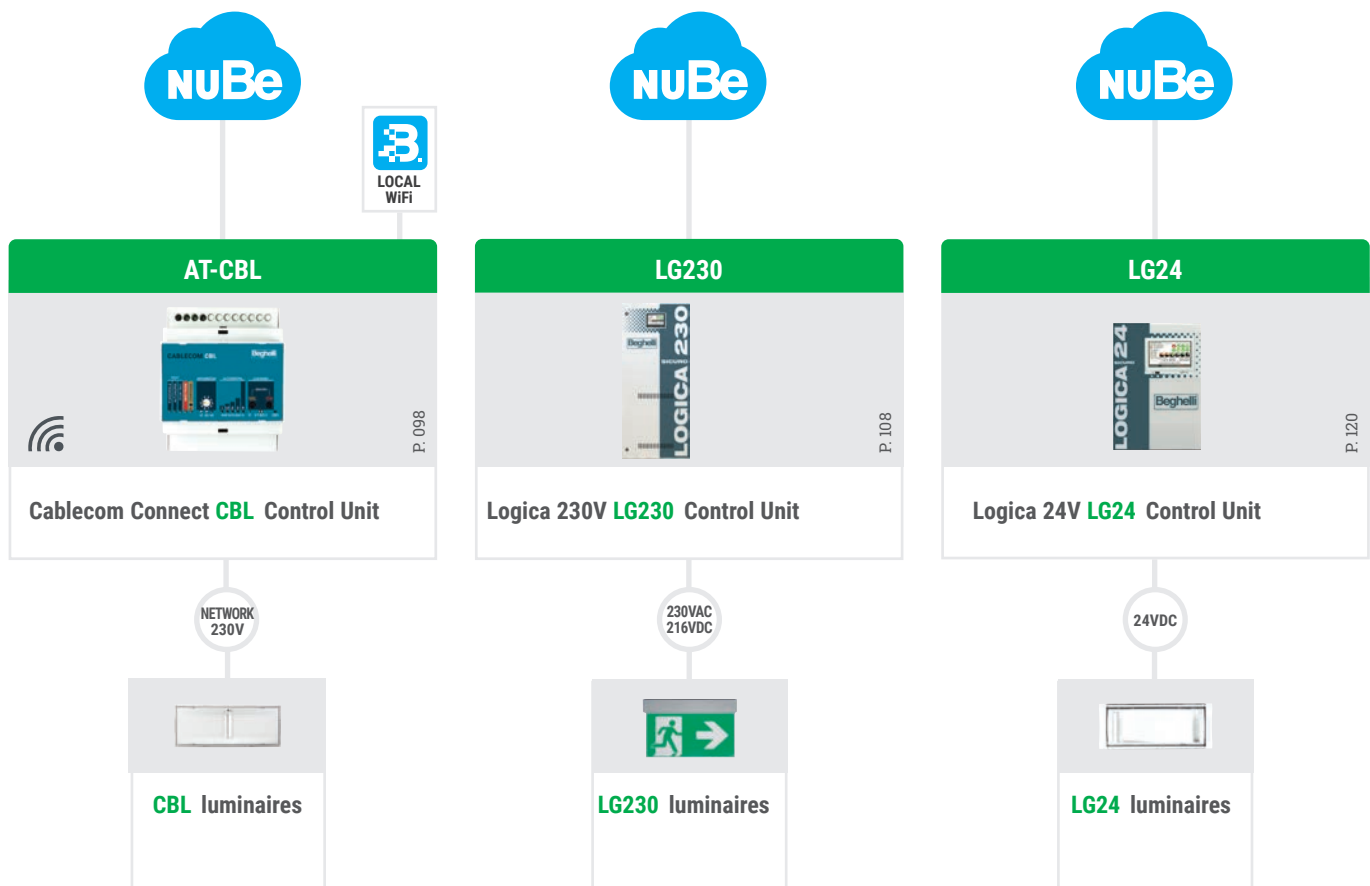 NUBe
NUBe
NUBe
B.
LOCAL
WiFi
AT-CBL
LG230
LG24
CABLECOM CBL
Beghelli
P. 098
Beghelli
SICURO
LOGICA 230
P. 108
LOGICA 24
SICURO
Beghelli
P. 120
Cablecom Connect CBL Control Unit
Logica 230V LG230 Control Unit
Logica 24V LG24 Control Unit
NETWORK
230V
230VAC
216VDC
24VDC
CBL luminaires
LG230 luminaires
LG24 luminaires